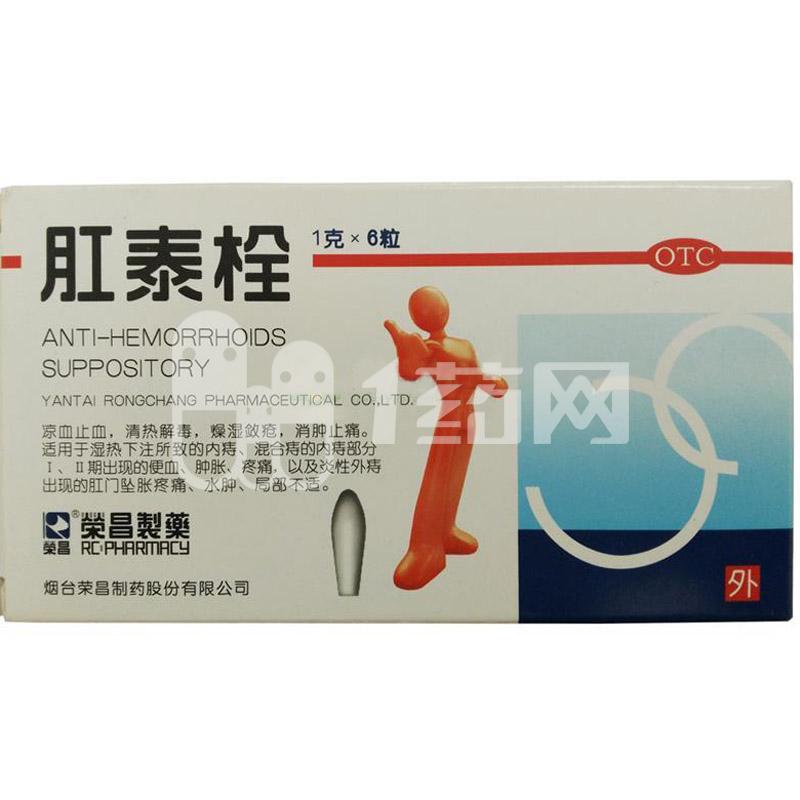 肛泰栓
1克×6粒
OTC
ANTI-HEMORRHOIDS
SUPPOSITORY
YANTAI RONGCHANG PHARMACEUTICAL CO.,LTD.
1药网
凉血止血，清热解毒，燥湿敛疮，消肿止痛。
适用于湿热下注所致的内痔、混合痔的内痔部分
Ⅰ、Ⅱ期出现的便血、肿胀、疼痛，以及炎性外痔
出现的肛门坠胀疼痛、水肿、局部不适。
®榮昌製藥
榮昌 RC·PHARMACY
烟台荣昌制药股份有限公司
外